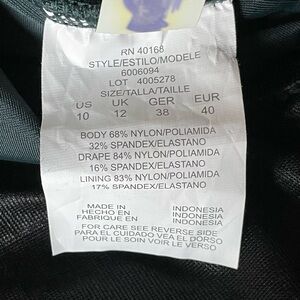 RN 40168
STYLE/ESTILO/MODELE
6006094
LOT 4005278
SIZE/TALLA/TAILLE
US UK GER EUR
10 12 38 40
BODY 68% NYLON/POLIAMIDA
32% SPANDEX/ELASTANO
DRAPE 84% NYLON/POLIAMIDA
16% SPANDEX/ELASTANO
LINING 83% NYLON/POLIAMIDA
17% SPANDEX/ELASTANO
MADE IN INDONESIA
HECHO EN INDONESIA
FABRIQUE EN INDONESIA
FOR CARE SEE REVERSE SIDE
PARA EL CUIDADO VEA EL DORSO
POUR LE SOIN VOIR LE VERSO